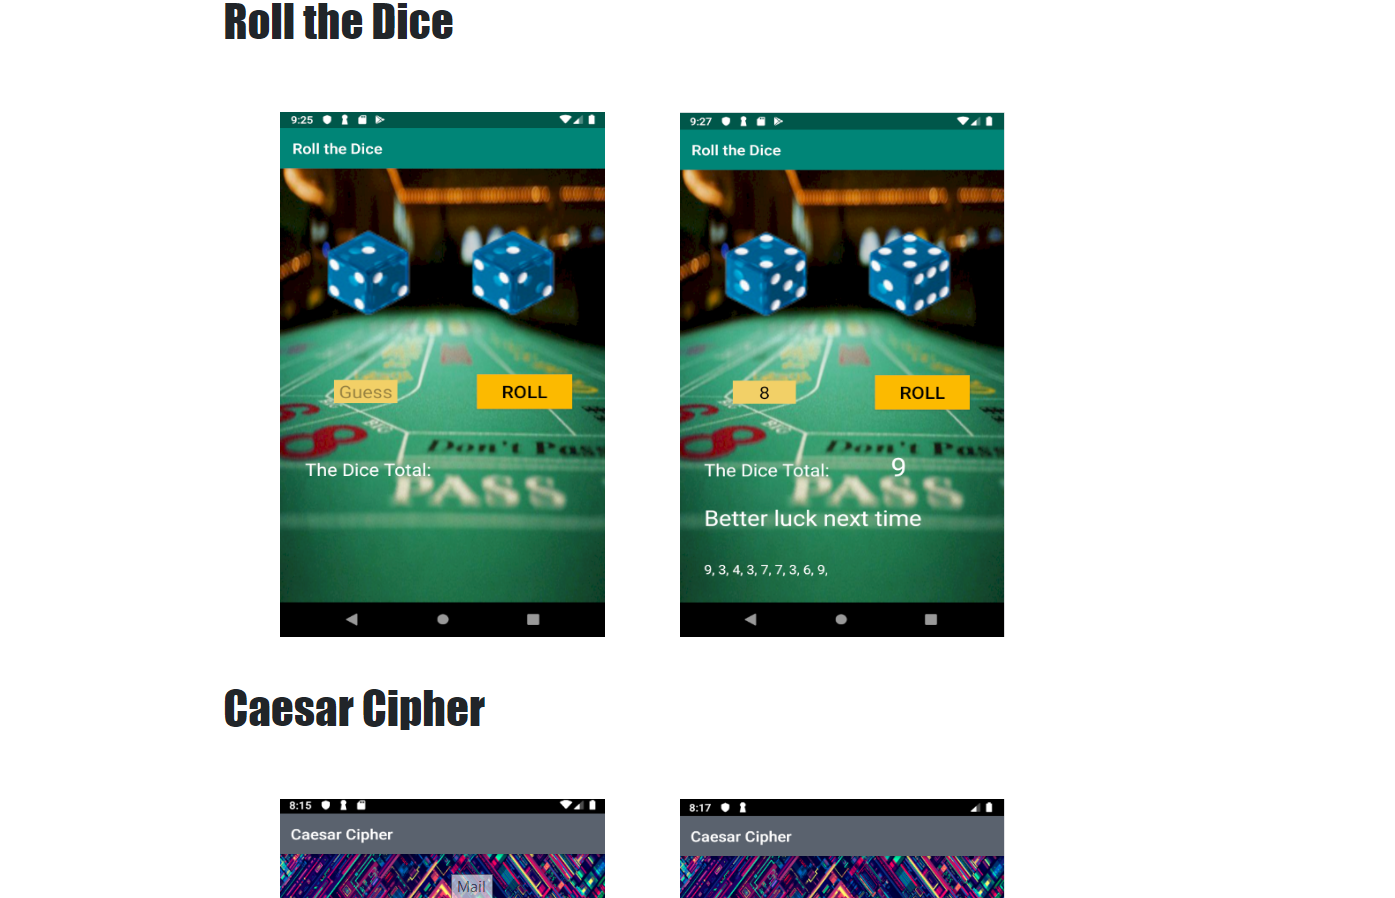 Roll the Dice
9:25
Roll the Dice
Guess
ROLL
Don't Pass
The Dice Total:
PASS
9:27
Roll the Dice
8
ROLL
Don't Pass
The Dice Total:
9
PASS
Better luck next time
9, 3, 4, 3, 7, 7, 3, 6, 9,
Caesar Cipher
8:15
Caesar Cipher
Mail
8:17
Caesar Cipher